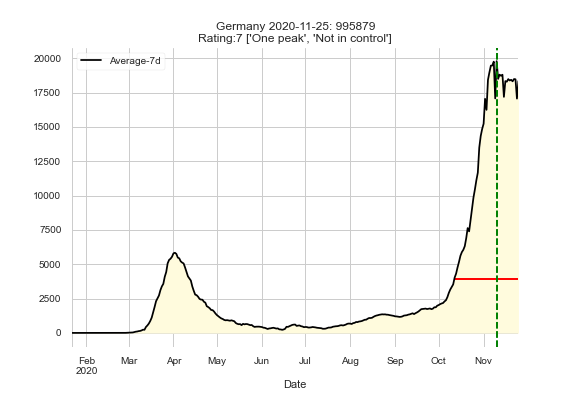 Germany 2020-11-25: 995879
Rating:7 ['One peak', 'Not in control']
Average-7d
20000
17500
15000
12500
10000
7500
5000
2500
0
Feb Mar Apr May Jun Jul Aug Sep Oct Nov
2020
Date